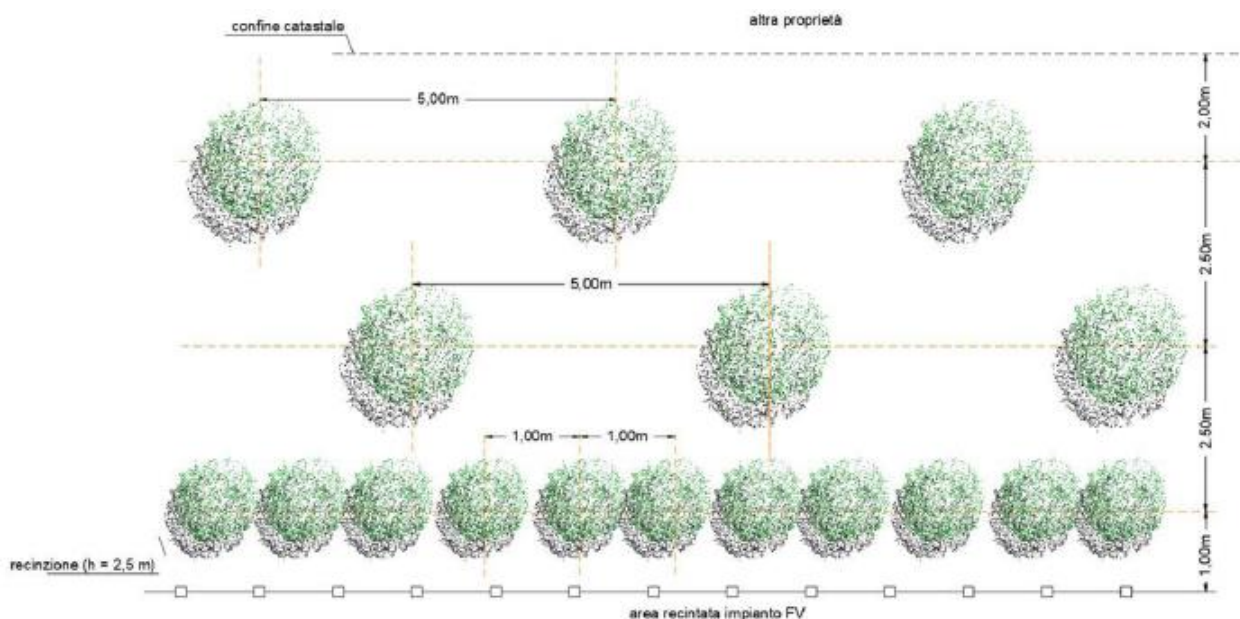 altra proprietà
confine catastale
5,00m
2,00m
5,00m
2.50m
1,00m
1,00m
2.50m
recinzione (h = 2,5 m)
1,00m
area recintata impianto FV